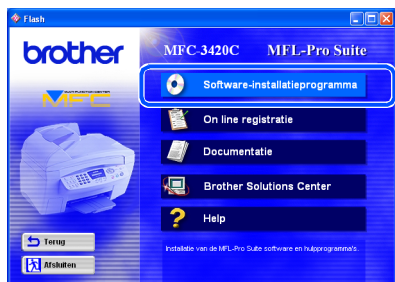 Flash
brother
MFC-3420C MFL-Pro Suite
MFC
Software-installatieprogramma
On line registratie
Documentatie
Brother Solutions Center
Help
Terug
Afsluiten
Installatie van de MFL-Pro Suite software en hulpprogramma's.